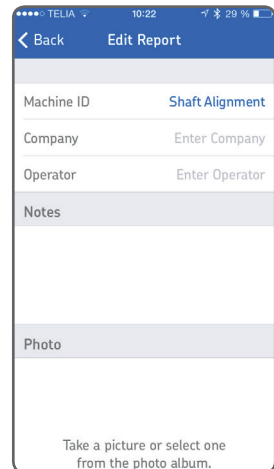 TELIA 10:22 29 %
Back Edit Report
Machine ID Shaft Alignment
Company Enter Company
Operator Enter Operator
Notes
Photo
Take a picture or select one
from the photo album.